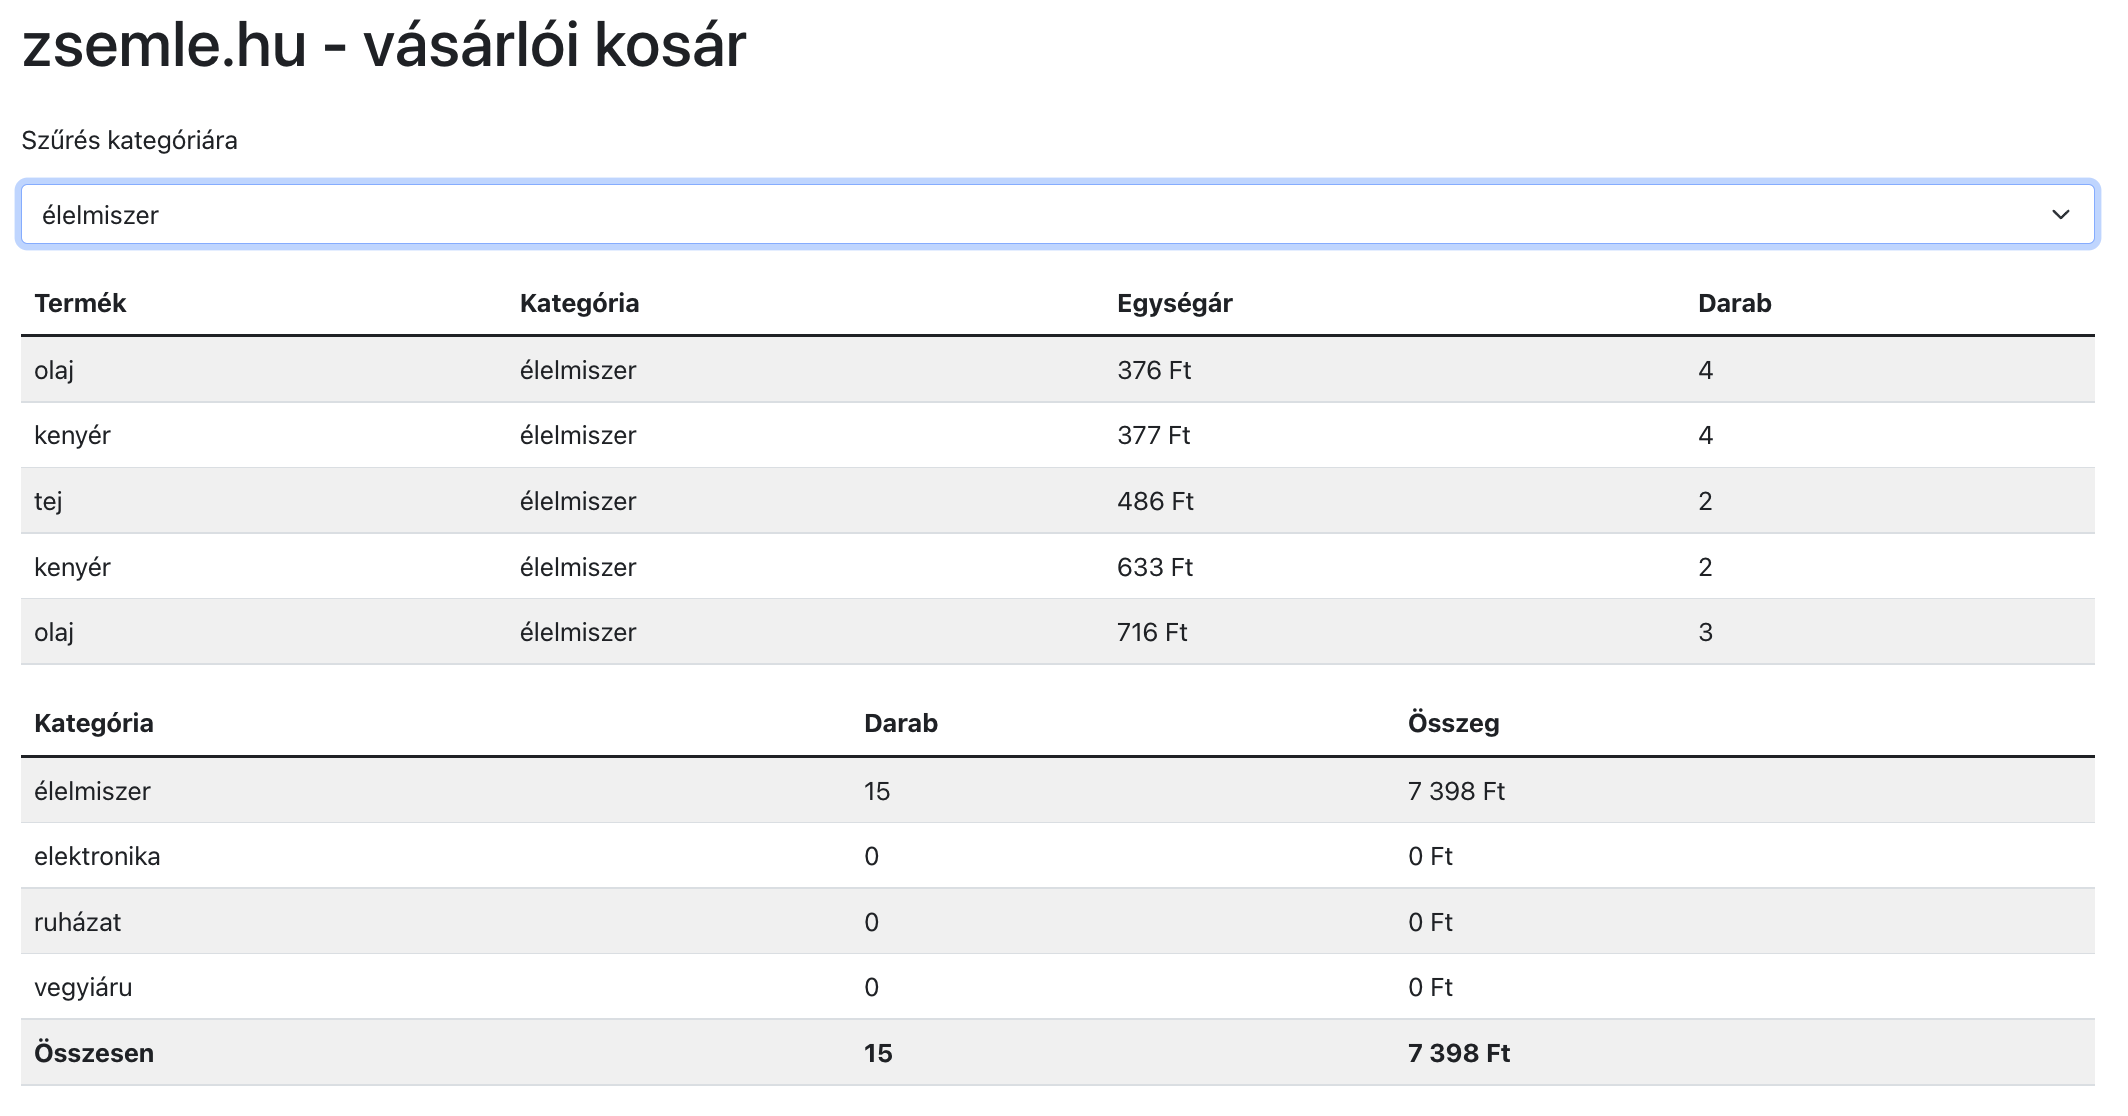 zsemle.hu - vásárlói kosár
Szűrés kategóriára
élelmiszer
Termék Kategória Egységár Darab
olaj élelmiszer 376 Ft 4
kenyér élelmiszer 377 Ft 4
tej élelmiszer 486 Ft 2
kenyér élelmiszer 633 Ft 2
olaj élelmiszer 716 Ft 3
Kategória Darab Összeg
élelmiszer 15 7 398 Ft
elektronika 0 0 Ft
ruházat 0 0 Ft
vegyiáru 0 0 Ft
Összesen 15 7 398 Ft